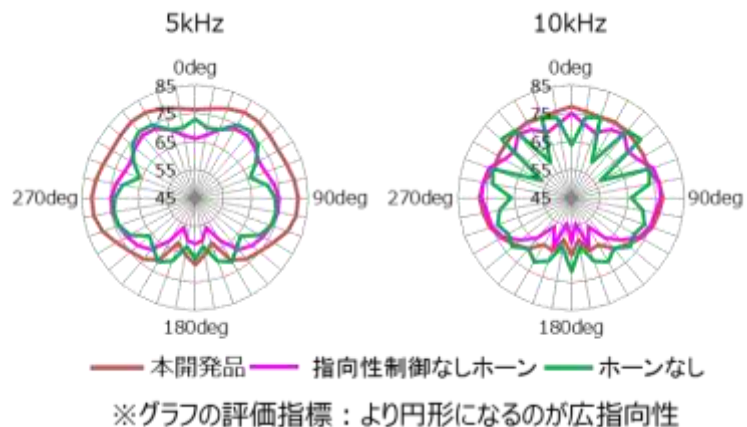 5kHz
10kHz
0deg
0deg
85
75
65
55
45
85
75
65
55
45
270deg
90deg
270deg
90deg
180deg
180deg
本開発品
指向性制御なしホーン
ホーンなし
※グラフの評価指標：より円形になるのが広指向性